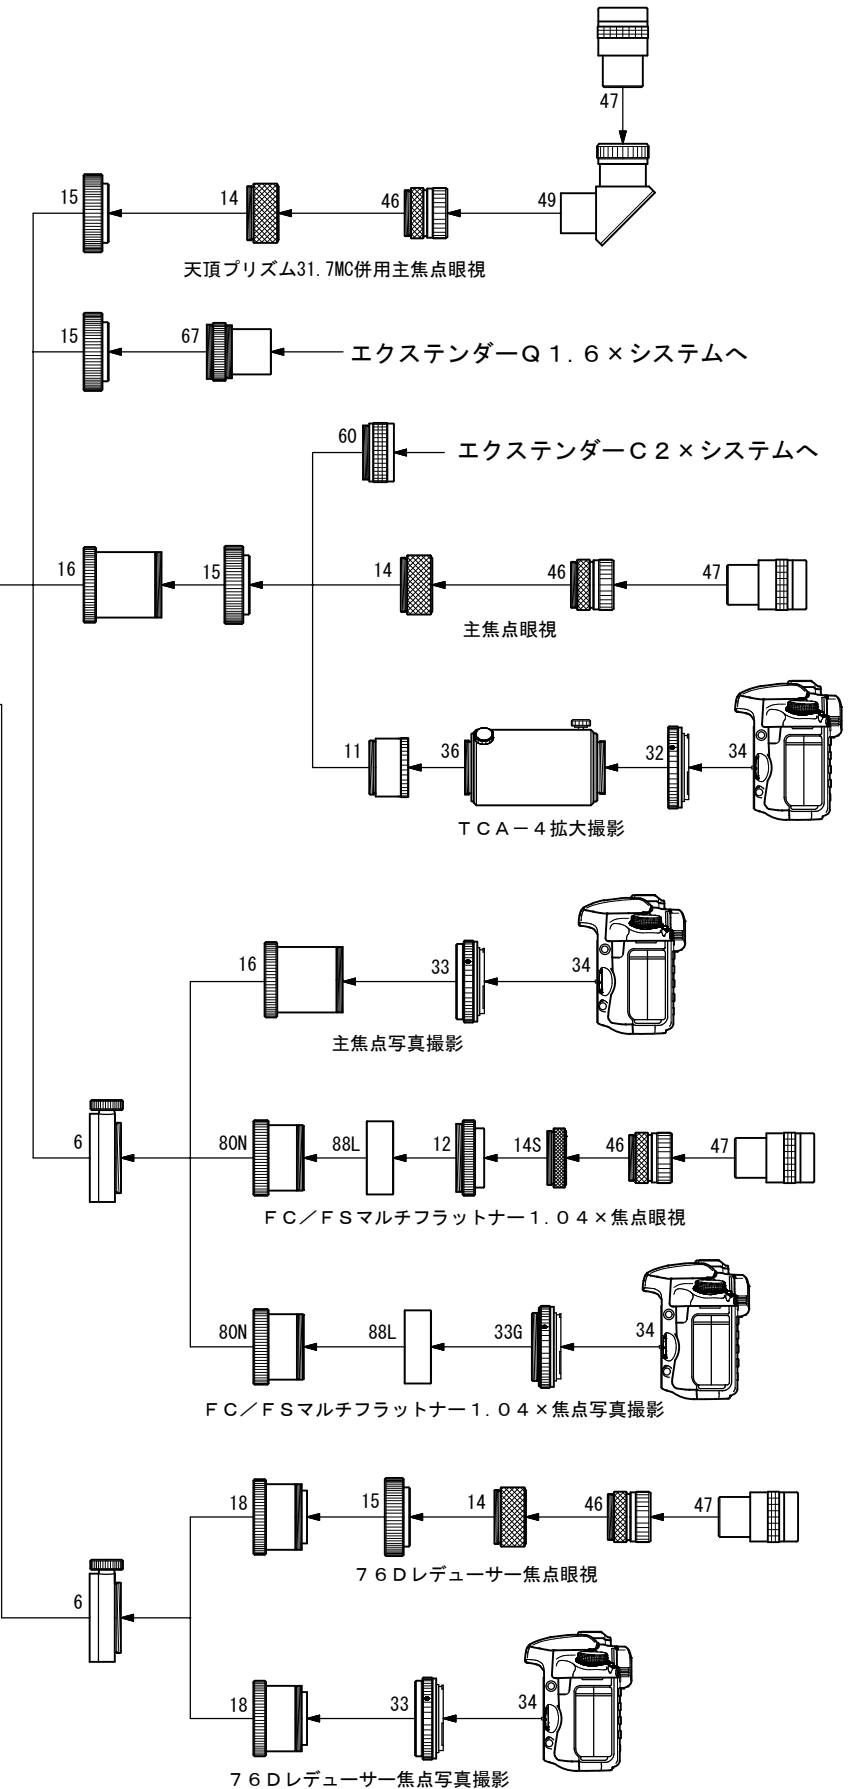 47
15 14 46 49
天頂プリズム31.7MC併用主焦点眼視
15 67 エクステンダーQ1.6×システムへ
60 エクステンダーC2×システムへ
16 15 14 46 47
主焦点眼視
11 36 32 34
TCA−4拡大撮影
16 33 34
主焦点写真撮影
6 80N 88L 12 14S 46 47
FC／FSマルチフラットナー1.04×焦点眼視
80N 88L 33G 34
FC／FSマルチフラットナー1.04×焦点写真撮影
18 15 14 46 47
76Dレデューサー焦点眼視
6
18 33 34
76Dレデューサー焦点写真撮影